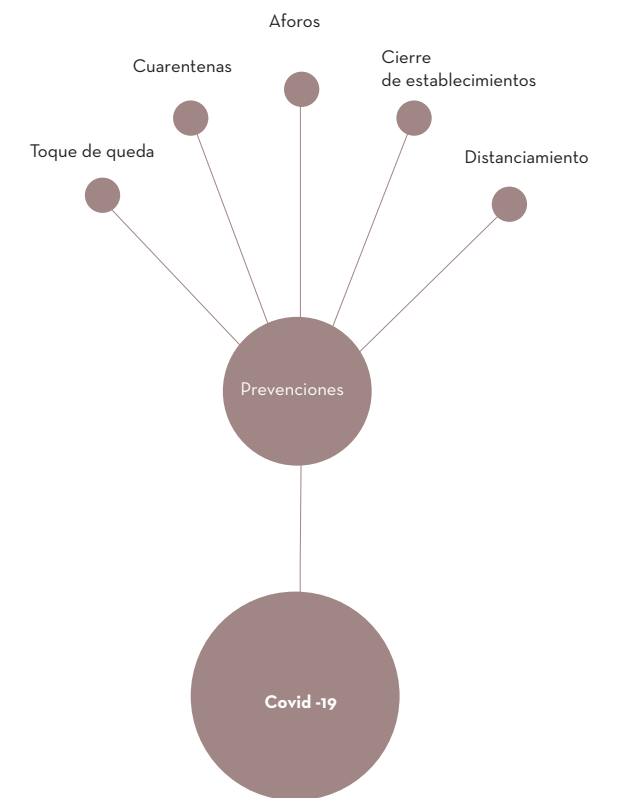 Aforos
Cuarentenas
Cierre
de establecimientos
Toque de queda
Distanciamiento
Prevenciones
Covid -19